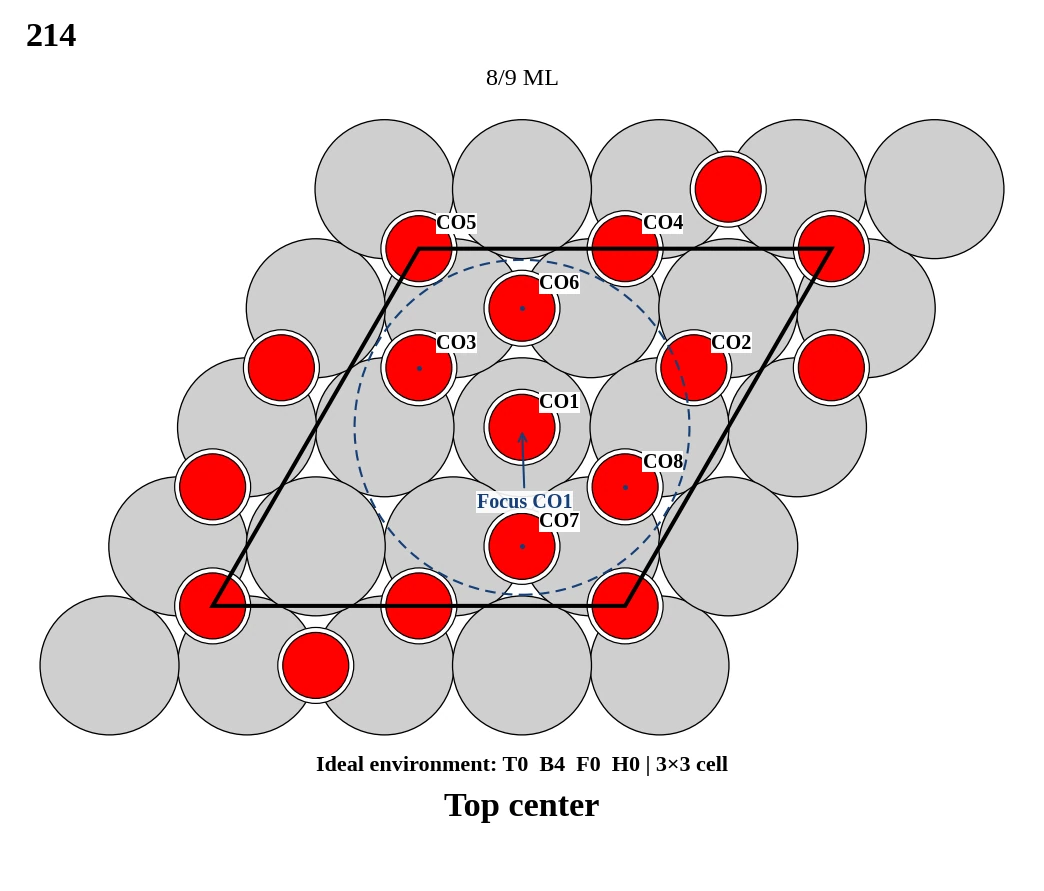 214
8/9 ML
CO5
CO4
CO6
CO3
CO2
CO1
CO8
Focus CO1
CO7
Ideal environment: T0  B4  F0  H0 | 3×3 cell
Top center